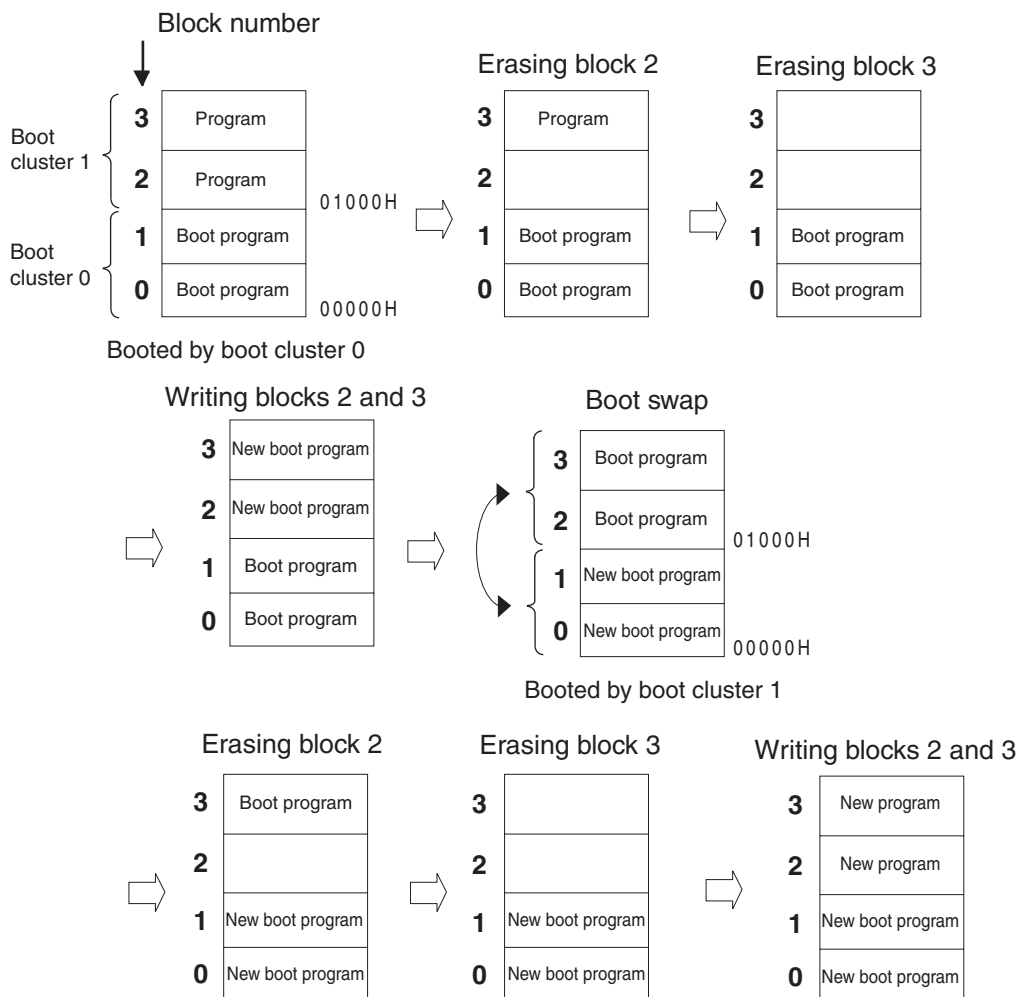 Block number
Erasing block 2
Erasing block 3
Boot
cluster 1
3
Program
2
Program
01000H
Boot
cluster 0
1
Boot program
0
Boot program
00000H
Booted by boot cluster 0
3
Program
2
1
Boot program
0
Boot program
3
2
1
Boot program
0
Boot program
Writing blocks 2 and 3
3
New boot program
2
New boot program
1
Boot program
0
Boot program
Boot swap
3
Boot program
2
Boot program
01000H
1
New boot program
0
New boot program
00000H
Booted by boot cluster 1
Erasing block 2
3
Boot program
2
1
New boot program
0
New boot program
Erasing block 3
3
2
1
New boot program
0
New boot program
Writing blocks 2 and 3
3
New program
2
New program
1
New boot program
0
New boot program